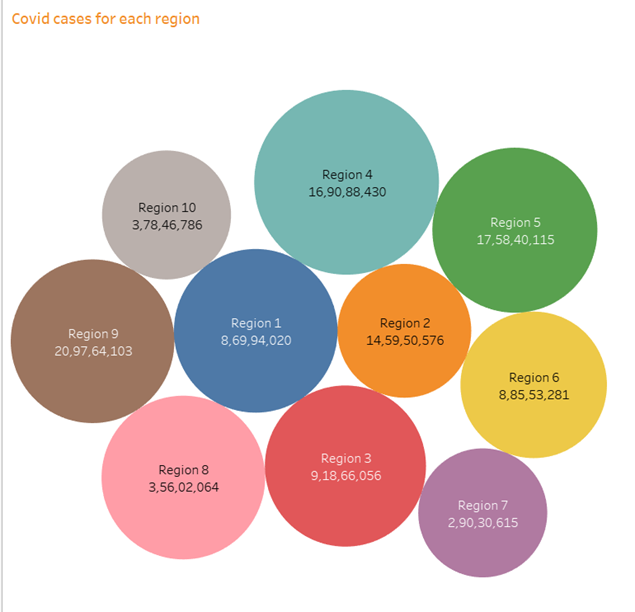 Covid cases for each region
Region 4
16,90,88,430
Region 10
3,78,46,786
Region 5
17,58,40,115
Region 1
8,69,94,020
Region 2
14,59,50,576
Region 9
20,97,64,103
Region 6
8,85,53,281
Region 3
9,18,66,056
Region 8
3,56,02,064
Region 7
2,90,30,615